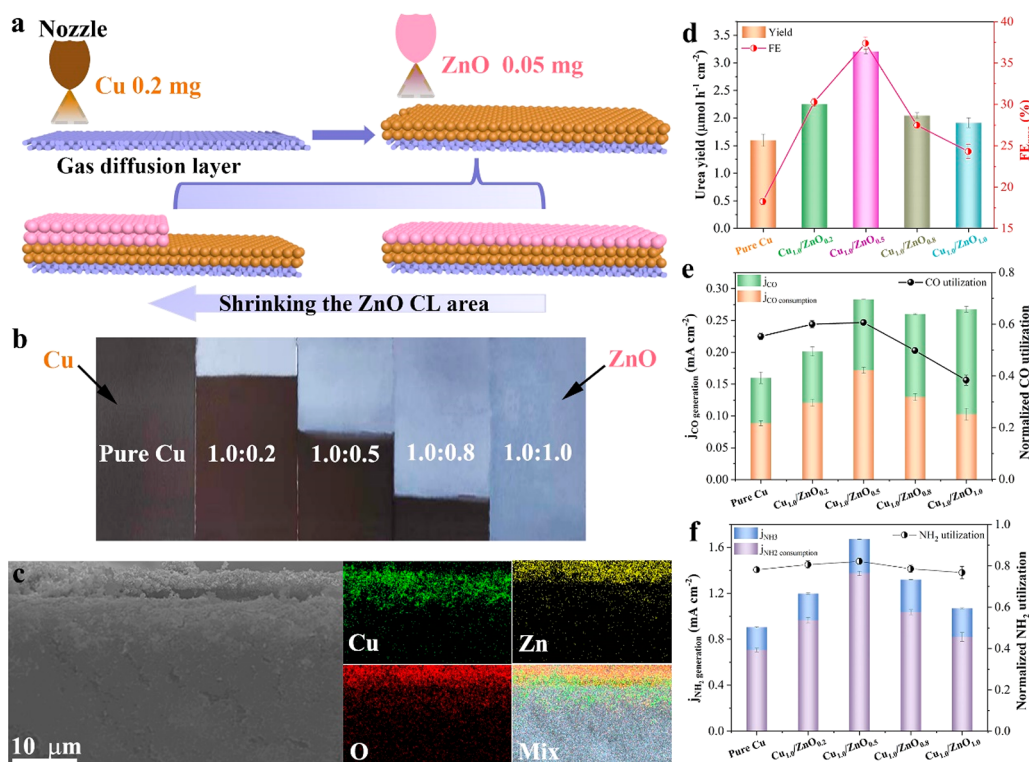 a
Nozzle
Cu 0.2 mg
ZnO 0.05 mg
Gas diffusion layer
Shrinking the ZnO CL area
b
Cu
ZnO
Pure Cu
1.0:0.2
1.0:0.5
1.0:0.8
1.0:1.0
c
10 μm
Cu
Zn
O
Mix
d
Yield
FE
Urea yield (μmol h⁻¹ cm⁻²)
3.5
3.0
2.5
2.0
1.5
1.0
0.5
0.0
40
35
30
25
20
15
Pure Cu
Cu1.0/ZnO0.2
Cu1.0/ZnO0.5
Cu1.0/ZnO0.8
Cu1.0/ZnO1.0
e
jCO
jCO consumption
CO utilization
jCO generation (mA cm⁻²)
0.30
0.25
0.20
0.15
0.10
0.05
0.00
Normalized CO utilization
0.8
0.6
0.4
0.2
0.0
Pure Cu
Cu1.0/ZnO0.2
Cu1.0/ZnO0.5
Cu1.0/ZnO0.8
Cu1.0/ZnO1.0
f
jNH3
jNH2 consumption
NH2 utilization
jNH2 generation (mA cm⁻²)
1.6
1.2
0.8
0.4
0.0
Normalized NH2 utilization
1.0
0.8
0.6
0.4
0.2
0.0
Pure Cu
Cu1.0/ZnO0.2
Cu1.0/ZnO0.5
Cu1.0/ZnO0.8
Cu1.0/ZnO1.0